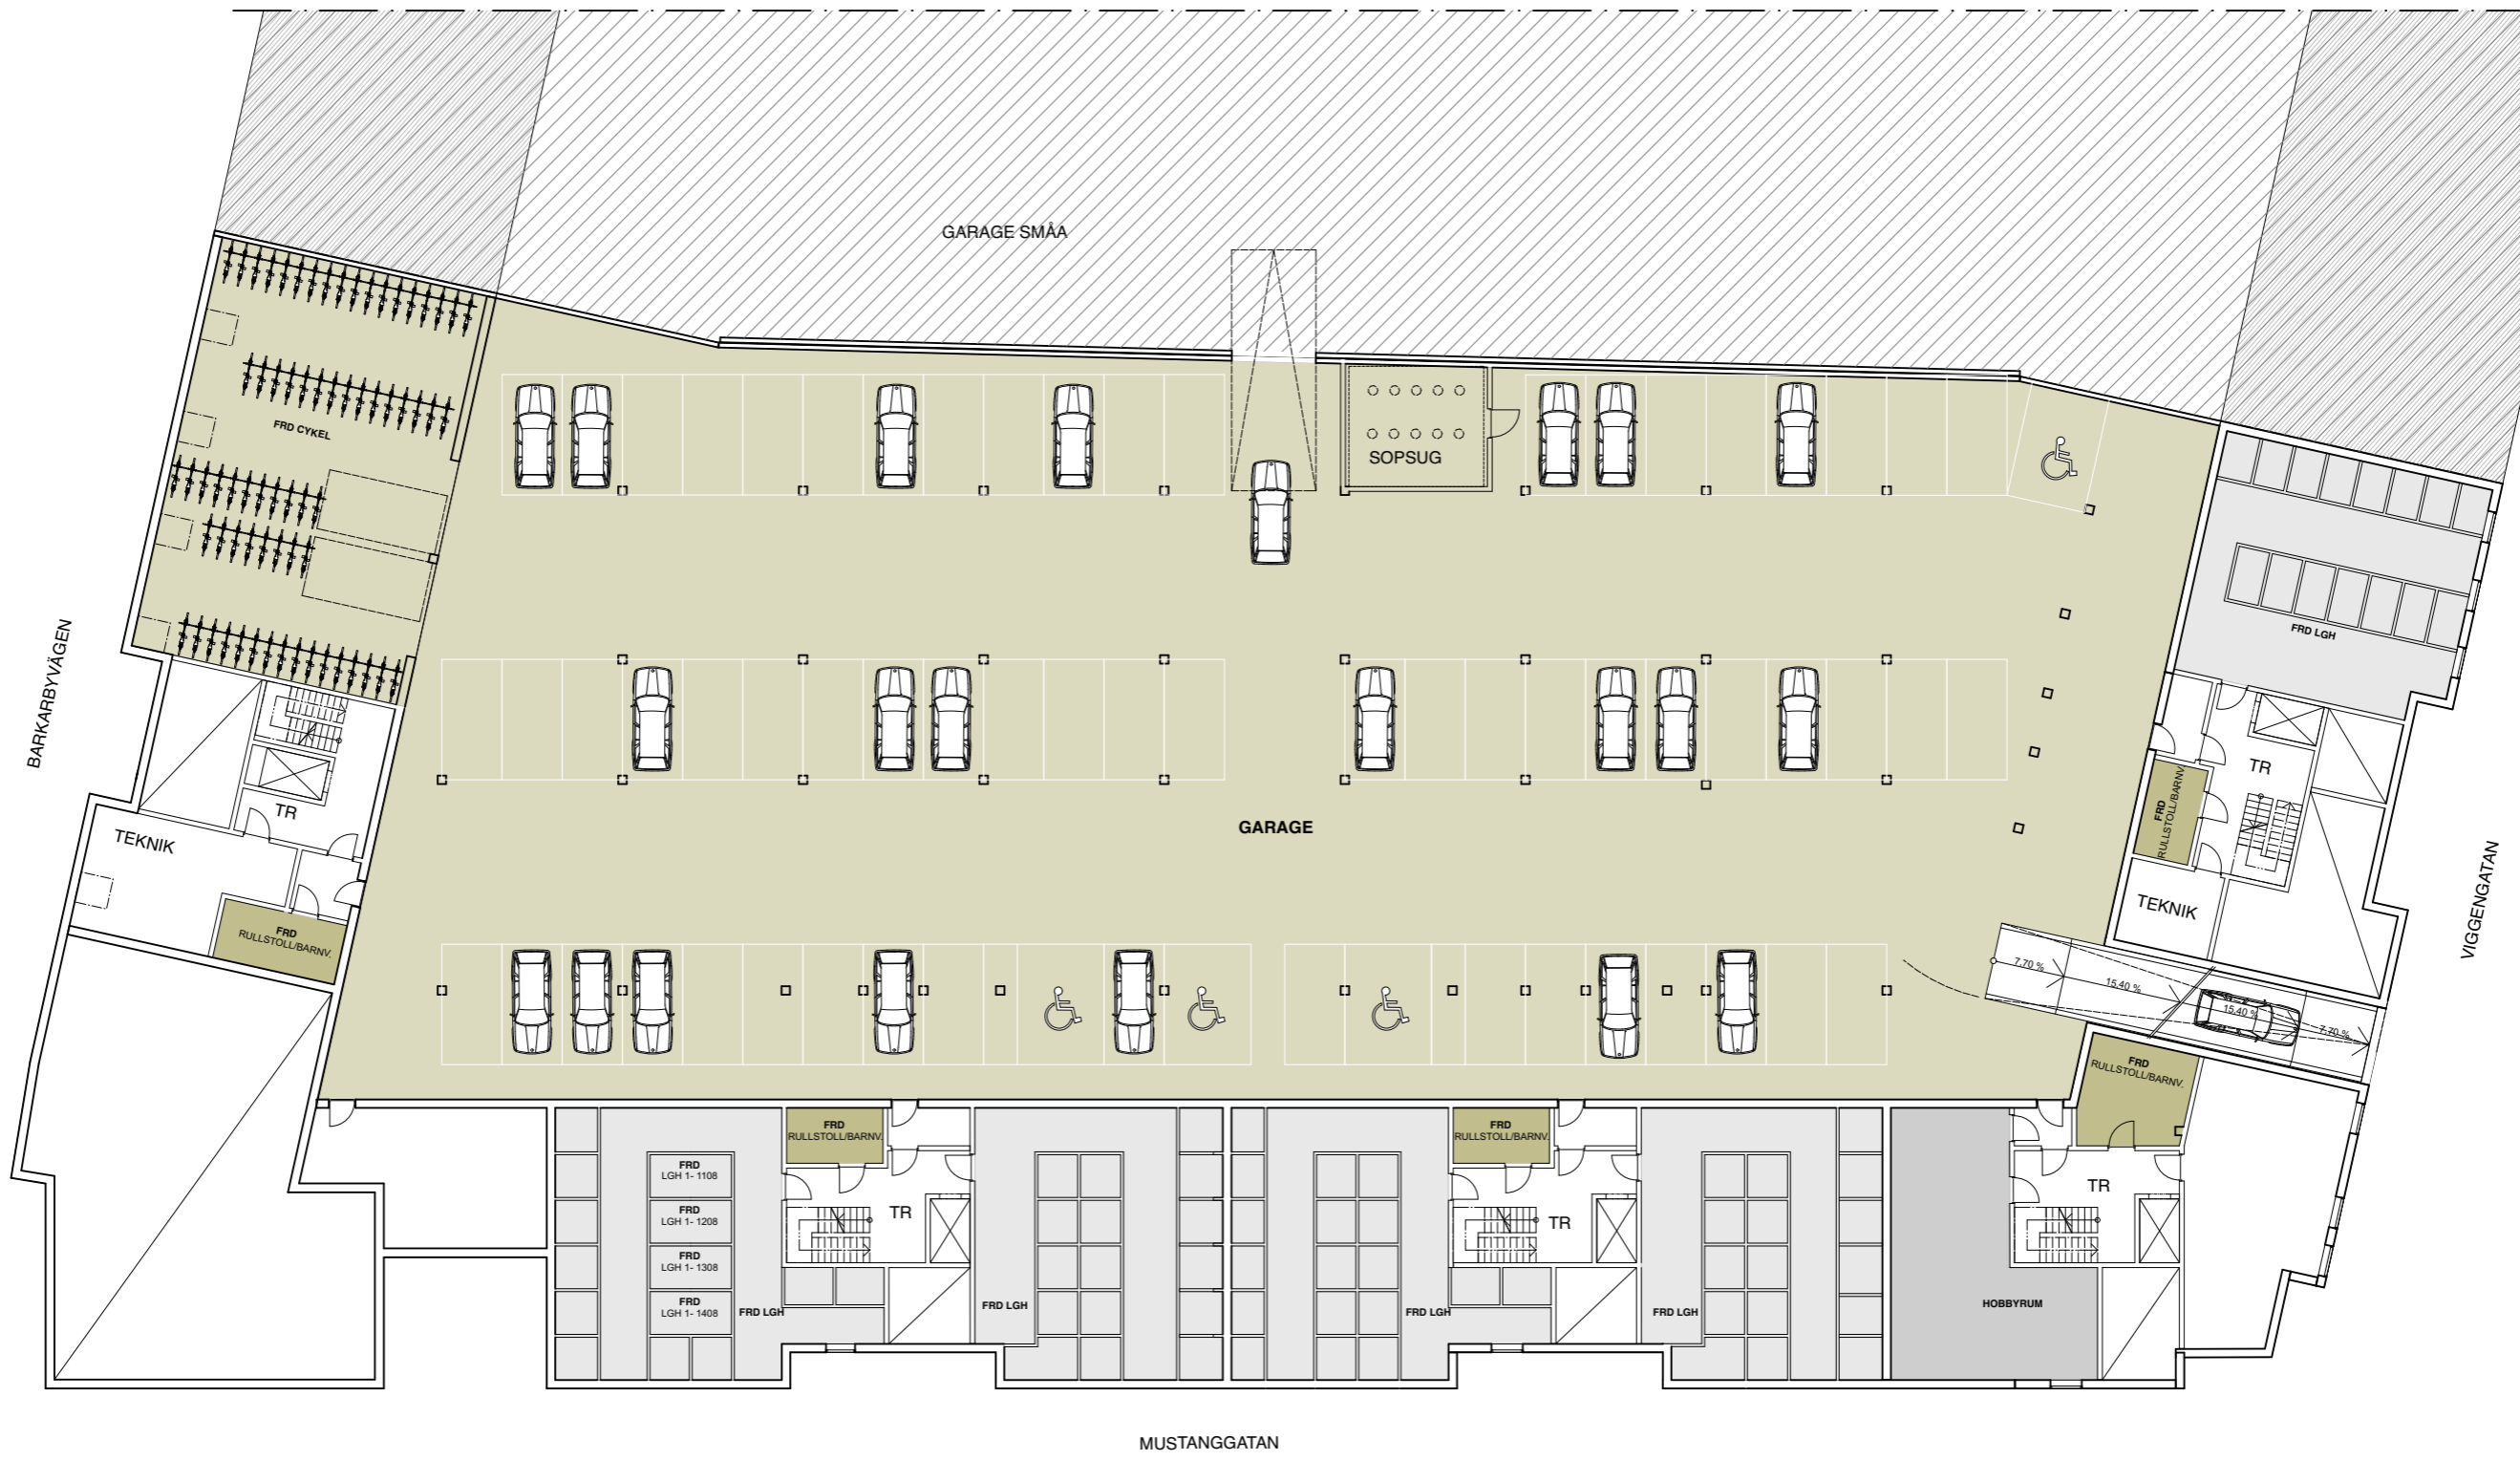 GARAGE SMÅA
FRD CYKEL
SOPSUG
FRD LGH
BARKARBYVÄGEN
TR
FRD
RULLSTOLL/BARNV.
TR
TEKNIK
GARAGE
TEKNIK
VIGGENGATAN
FRD
RULLSTOLL/BARNV.
7,70 %
15,40 %
15,40 %
7,70 %
FRD
RULLSTOLL/BARNV.
FRD
RULLSTOLL/BARNV.
FRD
RULLSTOLL/BARNV.
FRD
LGH 1- 1108
FRD
LGH 1- 1208
FRD
LGH 1- 1308
FRD
LGH 1- 1408
TR
TR
TR
FRD LGH
FRD LGH
FRD LGH
FRD LGH
HOBBYRUM
MUSTANGGATAN